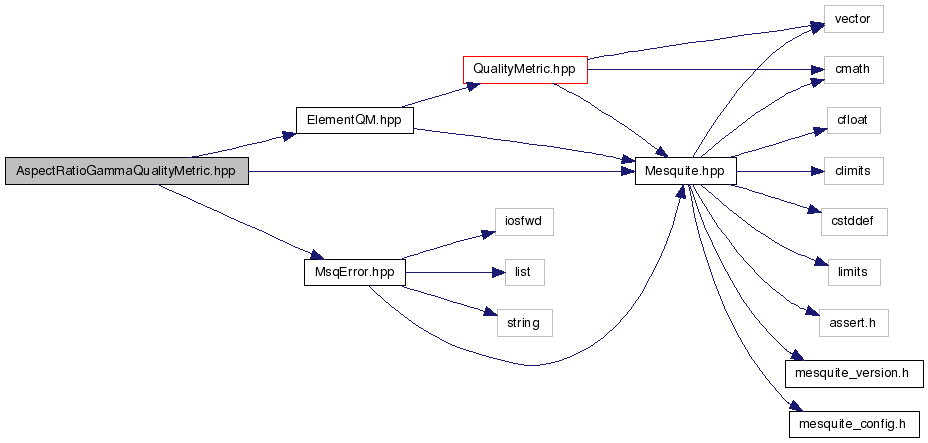 vector
QualityMetric.hpp
cmath
ElementQM.hpp
cfloat
AspectRatioGammaQualityMetric.hpp
Mesquite.hpp
climits
iosfwd
cstddef
MsqError.hpp
list
limits
string
assert.h
mesquite_version.h
mesquite_config.h